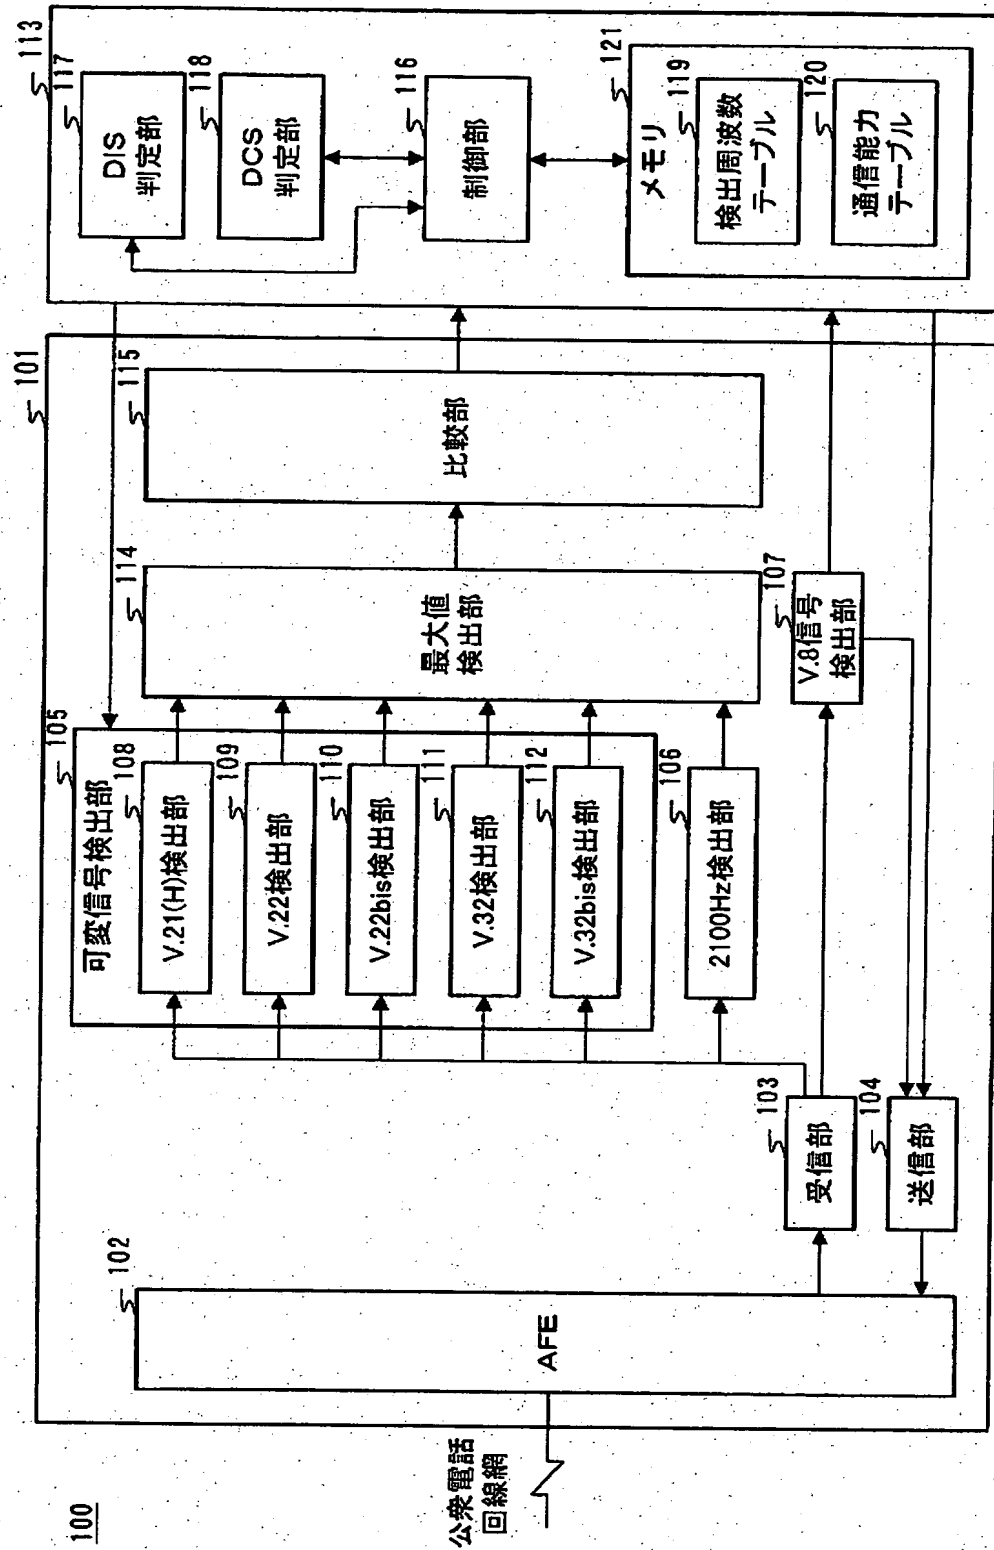 100
公衆電話
回線網
101
102
AFE
103
受信部
104
送信部
105
可変信号検出部
108
V.21(H)検出部
109
V.22検出部
110
V.22bis検出部
111
V.32検出部
112
V.32bis検出部
106
2100Hz検出部
107
V.8信号
検出部
114
最大値
検出部
115
比較部
113
117
DIS
判定部
118
DCS
判定部
116
制御部
121
メモリ
119
検出周波数
テーブル
120
通信能力
テーブル